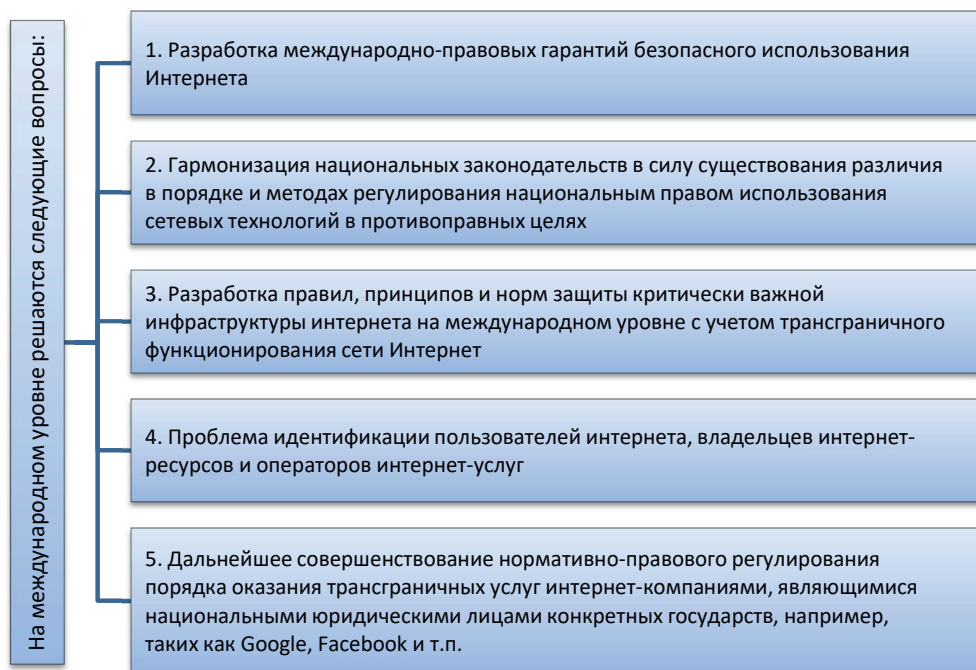 На международном уровне решаются следующие вопросы:
1. Разработка международно-правовых гарантий безопасного использования
Интернета
2. Гармонизация национальных законодательств в силу существования различия
в порядке и методах регулирования национальным правом использования
сетевых технологий в противоправных целях
3. Разработка правил, принципов и норм защиты критически важной
инфраструктуры интернета на международном уровне с учетом трансграничного
функционирования сети Интернет
4. Проблема идентификации пользователей интернета, владельцев интернет-
ресурсов и операторов интернет-услуг
5. Дальнейшее совершенствование нормативно-правового регулирования
порядка оказания трансграничных услуг интернет-компаниями, являющимися
национальными юридическими лицами конкретных государств, например,
таких как Google, Facebook и т.п.